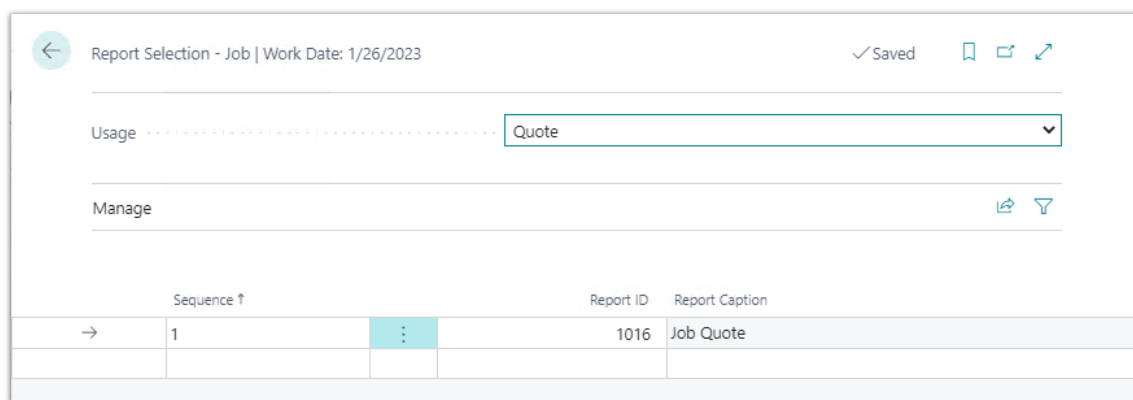 Report Selection - Job | Work Date: 1/26/2023 Saved
Usage Quote
Manage
Sequence ↑ Report ID Report Caption
1 1016 Job Quote